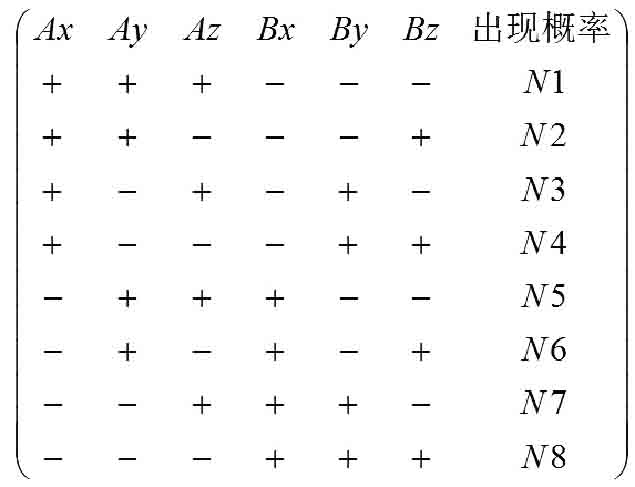 Ax Ay Az Bx By Bz 出现概率
+ + + − − − N1
+ + − − − + N2
+ − + − + − N3
+ − − − + + N4
− + + + − − N5
− + − + − + N6
− − + + + − N7
− − − + + + N8